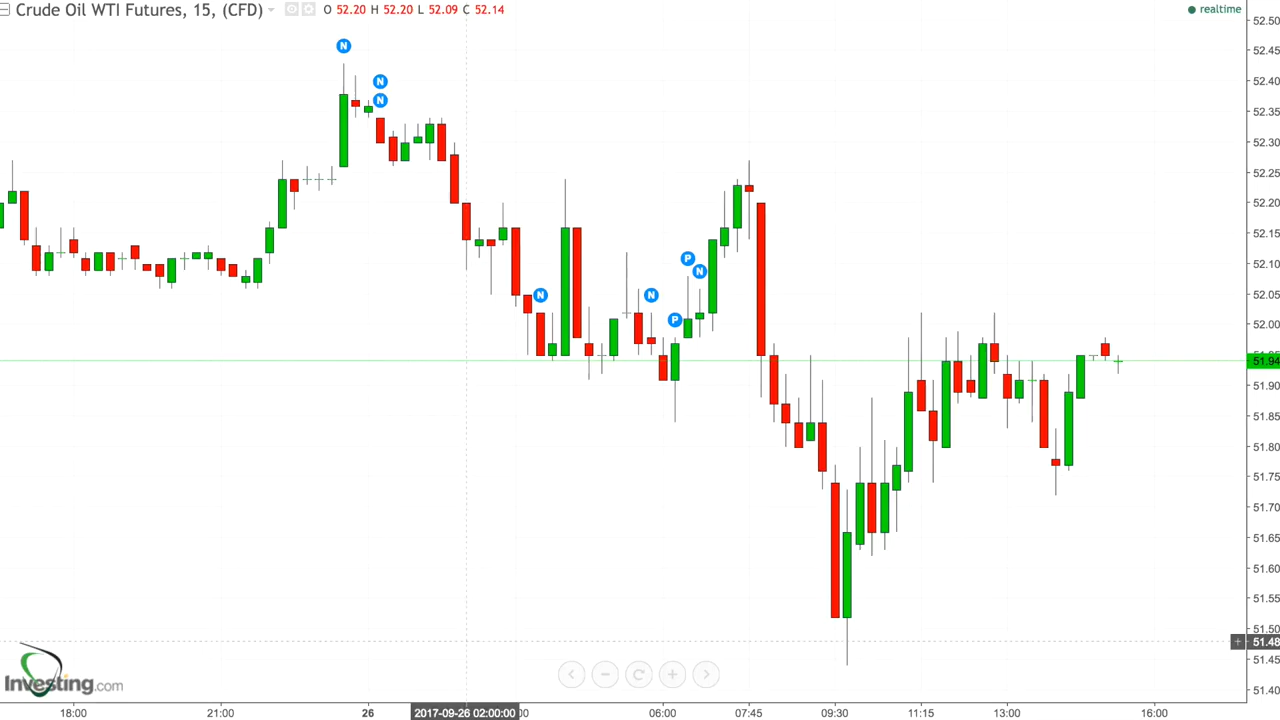 Crude Oil WTI Futures, 15, (CFD) O 52.20 H 52.20 L 52.09 C 52.14
realtime
52.50
52.45
N
52.40
N
N
52.35
52.30
52.25
52.20
52.15
52.10
P
N
52.05
N
N
P
52.00
51.94
51.90
51.85
51.80
51.75
51.70
51.65
51.60
51.55
51.50
51.48
51.45
51.40
Investing.com
18:00 21:00 26 2017-09-26 02:00:00 06:00 07:45 09:30 11:15 13:00 16:00